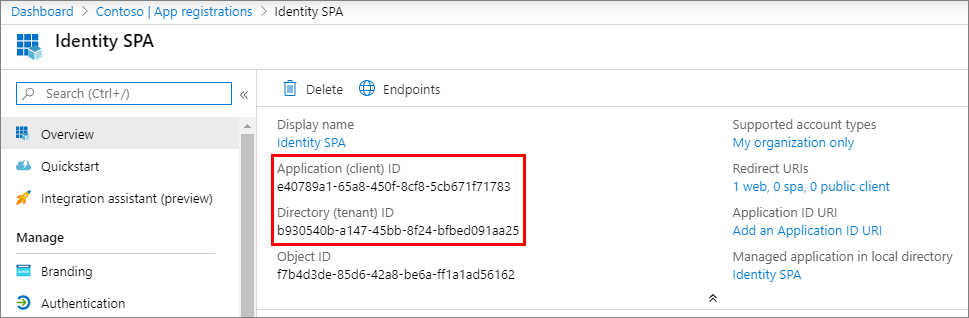 Dashboard > Contoso | App registrations > Identity SPA
Identity SPA
Search (Ctrl+/)
«
Overview
Quickstart
Integration assistant (preview)
Manage
Branding
Authentication
Delete
Endpoints
Display name
Identity SPA
Application (client) ID
e40789a1-65a8-450f-8cf8-5cb671f71783
Directory (tenant) ID
b930540b-a147-45bb-8f24-bfbed091aa25
Object ID
f7b4d3de-85d6-42a8-be6a-ff1a1ad56162
Supported account types
My organization only
Redirect URIs
1 web, 0 spa, 0 public client
Application ID URI
Add an Application ID URI
Managed application in local directory
Identity SPA